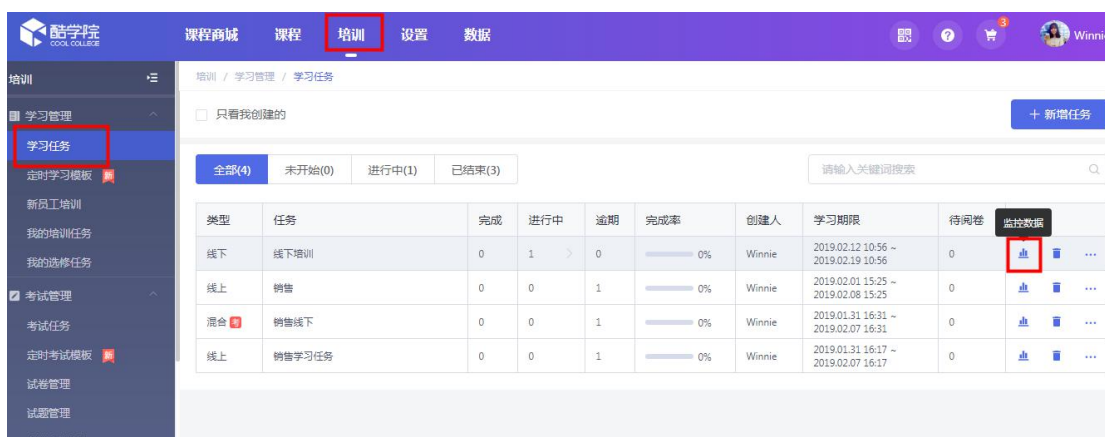 酷学院 课程商城 课程 培训 设置 数据 3 Winni
COOL COLLEGE
培训 培训 / 学习管理 / 学习任务
学习管理 只看我创建的 + 新增任务
学习任务
定时学习模板 新 全部(4) 未开始(0) 进行中(1) 已结束(3) 请输入关键词搜索
新员工培训
我的培训任务
我的选修任务
考试管理
考试任务
定时考试模板 新
试卷管理
试题管理
类型 任务 完成 进行中 逾期 完成率 创建人 学习期限 待阅卷 监控数据
线下 线下培训 0 1 0 0% Winnie 2019.02.12 10:56 ~ 0
2019.02.19 10:56
线上 销售 0 0 1 0% Winnie 2019.02.01 15:25 ~ 0
2019.02.08 15:25
混合 考 销售线下 0 0 1 0% Winnie 2019.01.31 16:31 ~ 0
2019.02.07 16:31
线上 销售学习任务 0 0 1 0% Winnie 2019.01.31 16:17 ~ 0
2019.02.07 16:17